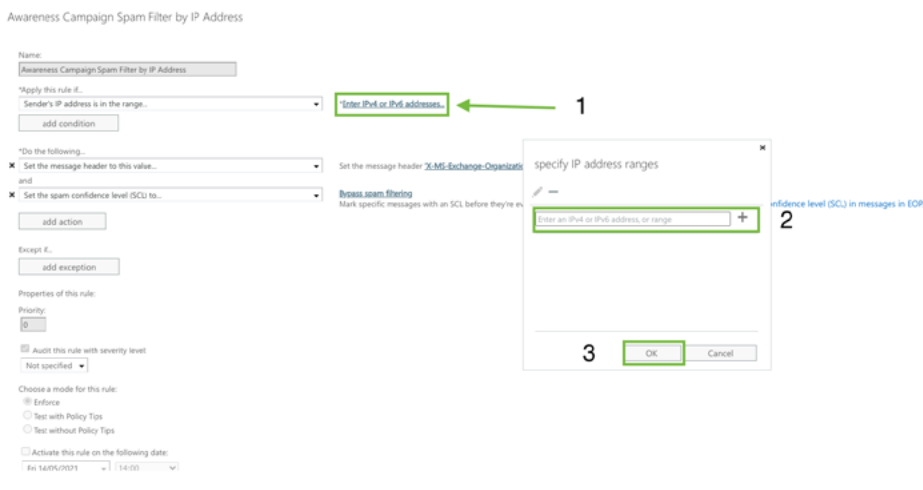 Awareness Campaign Spam Filter by IP Address
Name:
Awareness Campaign Spam Filter by IP Address
*Apply this rule if...
Sender's IP address is in the range...
*Enter IPv4 or IPv6 addresses...
1
add condition
*Do the following...
Set the message header to this value...
Set the message header 'X-MS-Exchange-Organizatio
and
Set the spam confidence level (SCL) to...
Bypass spam filtering
Mark specific messages with an SCL before they're ev
nfidence level (SCL) in messages in EOP
add action
specify IP address ranges
Enter an IPv4 or IPv6 address, or range
2
3
OK
Cancel
Except if...
add exception
Properties of this rule:
Priority:
0
Audit this rule with severity level:
Not specified
Choose a mode for this rule:
Enforce
Test with Policy Tips
Test without Policy Tips
Activate this rule on the following date:
Fri 14/05/2021
14:00